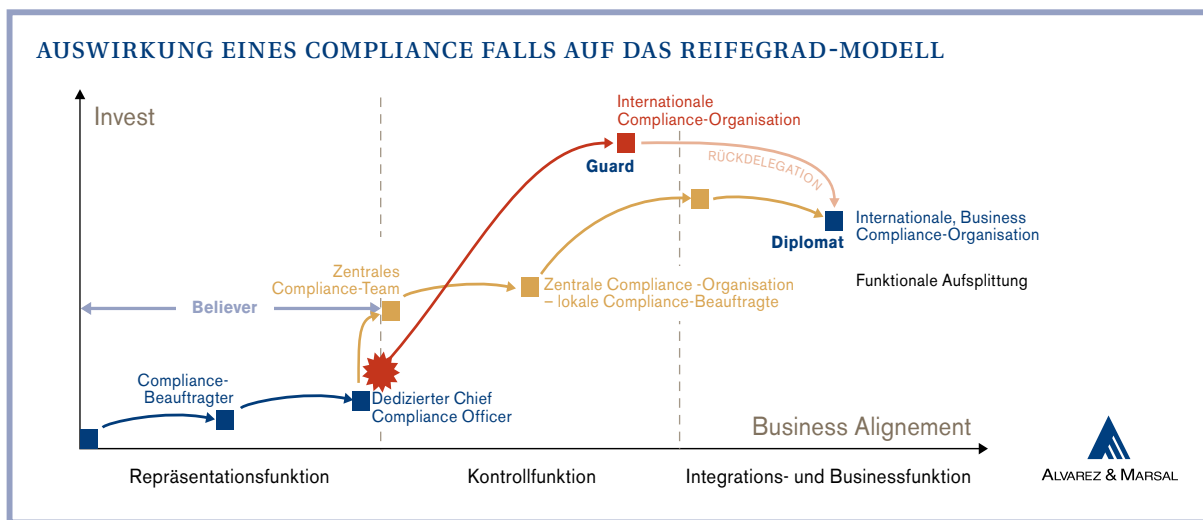 AUSWIRKUNG EINES COMPLIANCE FALLS AUF DAS REIFEGRAD-MODELL
Invest
Internationale
Compliance-Organisation
Guard
RÜCKDELEGATION
Diplomat
Internationale, Business
Compliance-Organisation
Funktionale Aufsplittung
Zentrales
Compliance-Team
Zentrale Compliance -Organisation
– lokale Compliance-Beauftragte
Believer
Compliance-
Beauftragter
Dedizierter Chief
Compliance Officer
Business Alignement
Repräsentationsfunktion
Kontrollfunktion
Integrations- und Businessfunktion
ALVAREZ & MARSAL